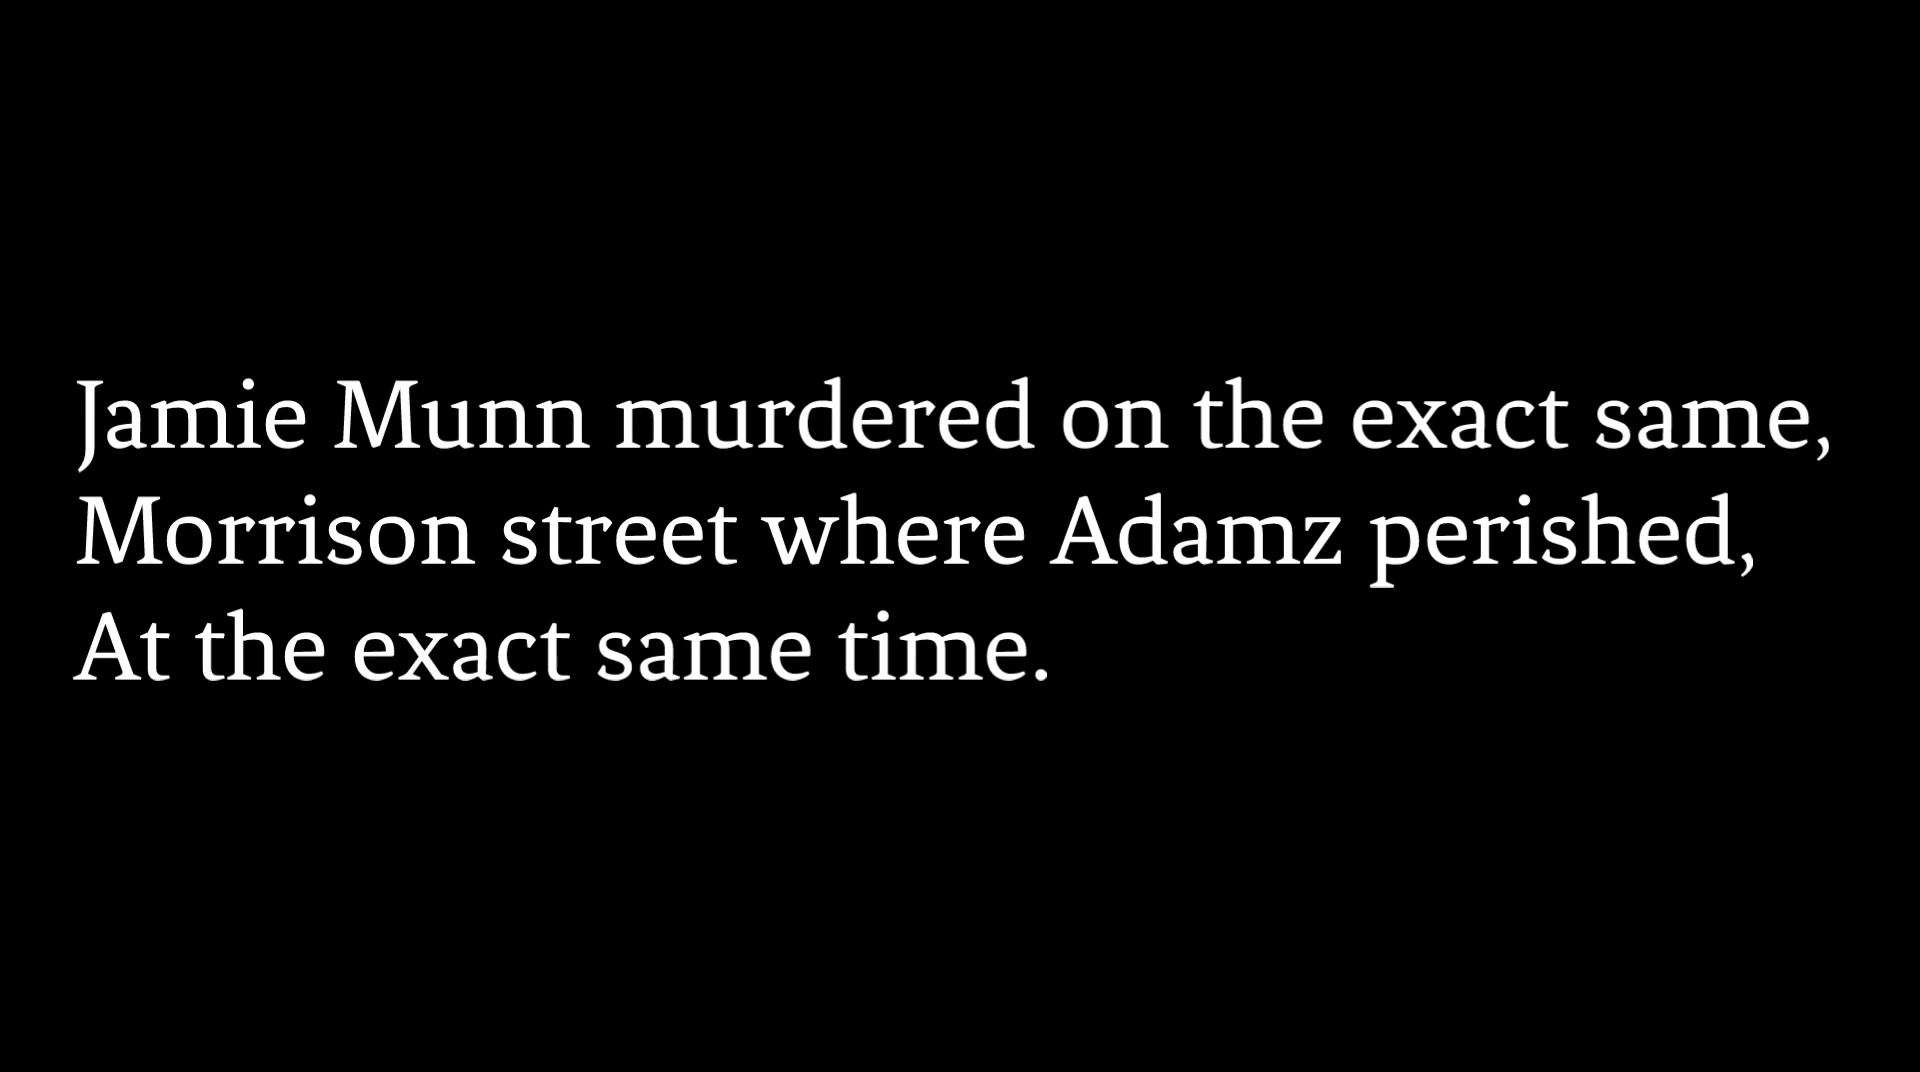 Jamie Munn murdered on the exact same,
Morrison street where Adamz perished,
At the exact same time.